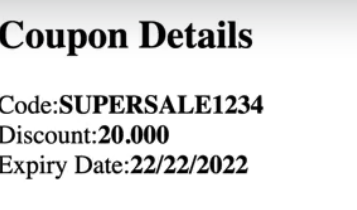 Coupon Details
Code:SUPERSALE1234
Discount:20.000
Expiry Date:22/22/2022